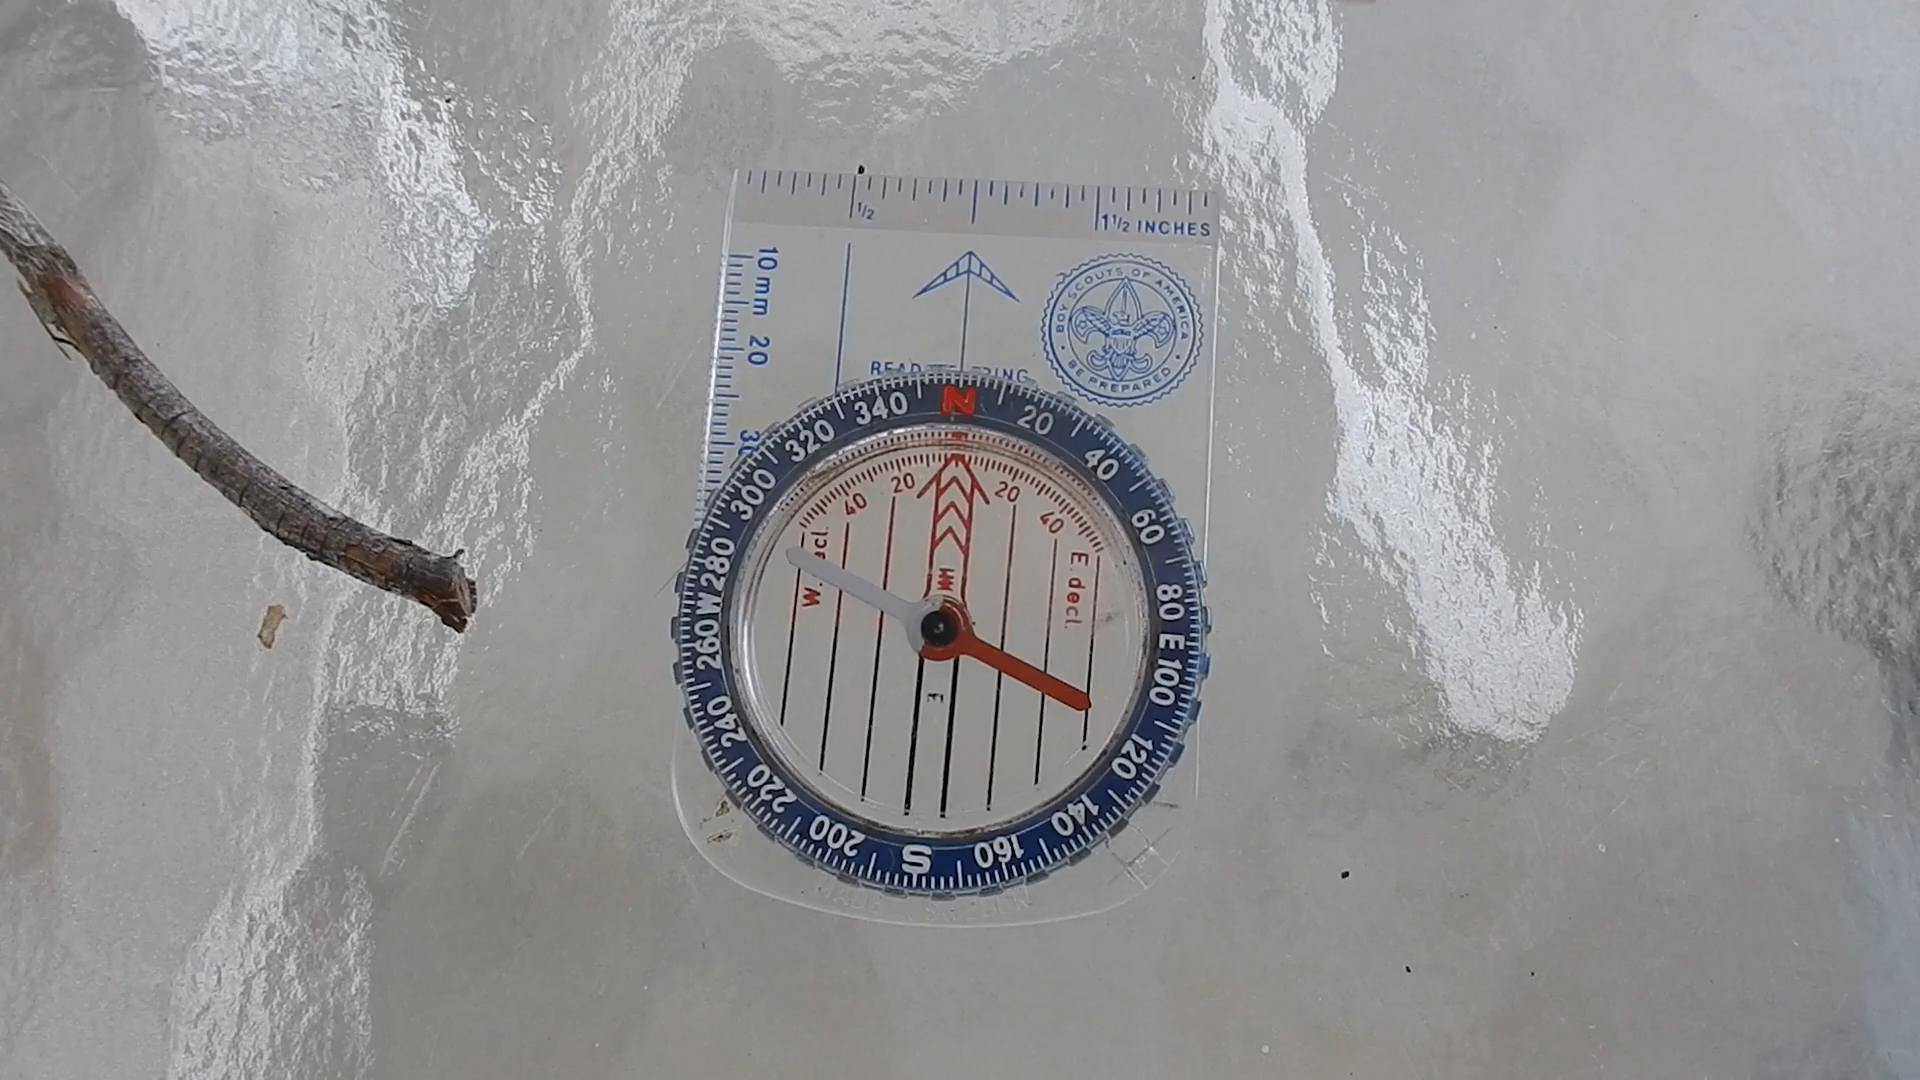 1/2
1 1/2 INCHES
10 mm 20
BOY SCOUTS OF AMERICA
BE PREPARED
N
20
40
60
80
E
100
120
140
160
S
200
220
240
260
W
280
300
320
340
40
20
20
40
W.
decl.
E. decl.